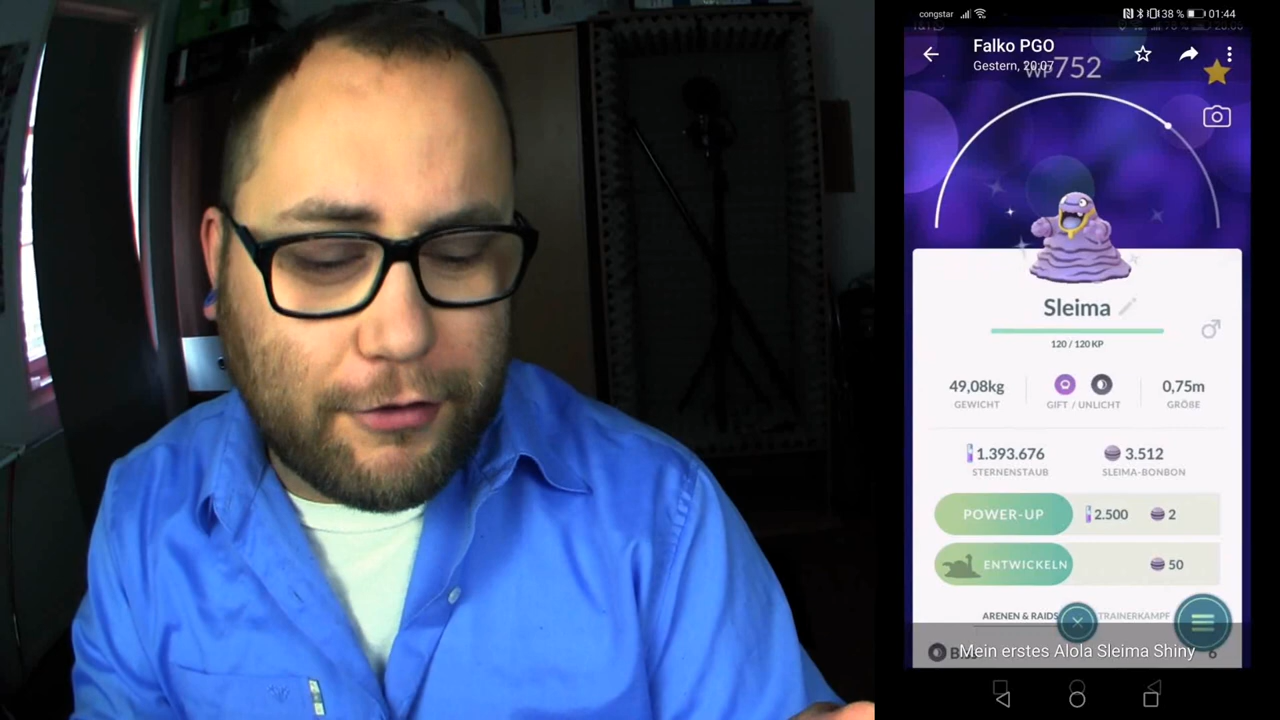 congstar 38 % 01:44
Falko PGO
Gestern, 20:07
WP752
Sleima
120 / 120 KP
49,08kg 0,75m
GEWICHT GIFT / UNLICHT GRÖßE
1.393.676 3.512
STERNENSTAUB SLEIMA-BONBON
POWER-UP 2.500 2
ENTWICKELN 50
ARENEN & RAIDS TRAINERKAMPF
Mein erstes Alola Sleima Shiny
6